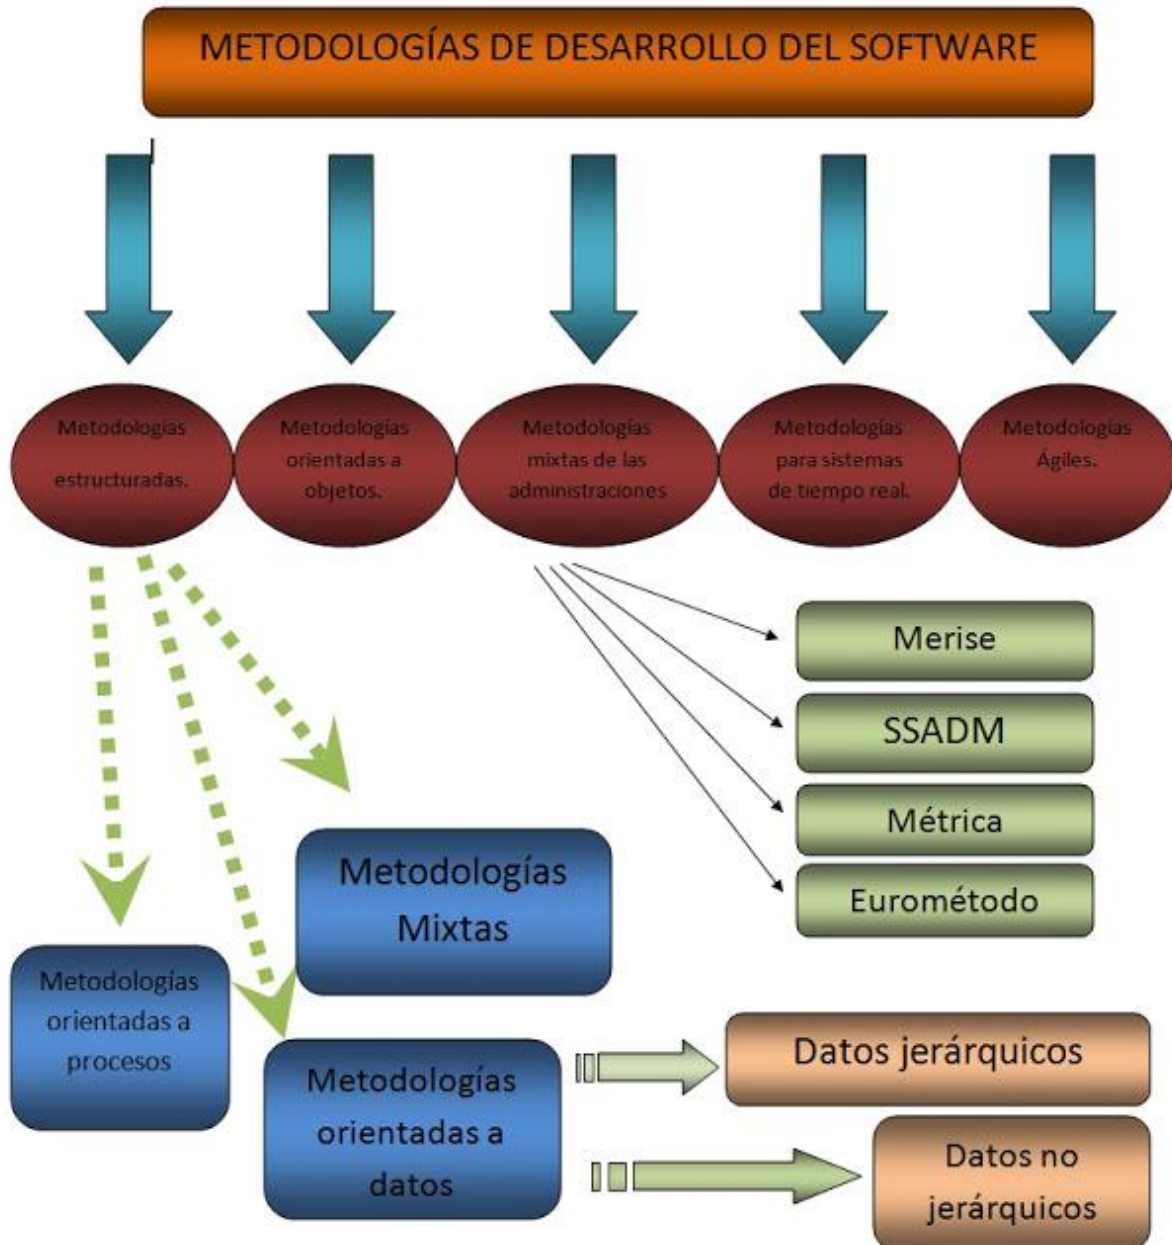 METODOLOGÍAS DE DESARROLLO DEL SOFTWARE
Metodologías
estructuradas.
Metodologías
orientadas a
objetos.
Metodologías
mixtas de las
administraciones
Metodologías
para sistemas
de tiempo real.
Metodologías
Ágiles.
Merise
SSADM
Métrica
Eurométodo
Metodologías
Mixtas
Metodologías
orientadas a
procesos
Metodologías
orientadas a
datos
Datos jerárquicos
Datos no
jerárquicos